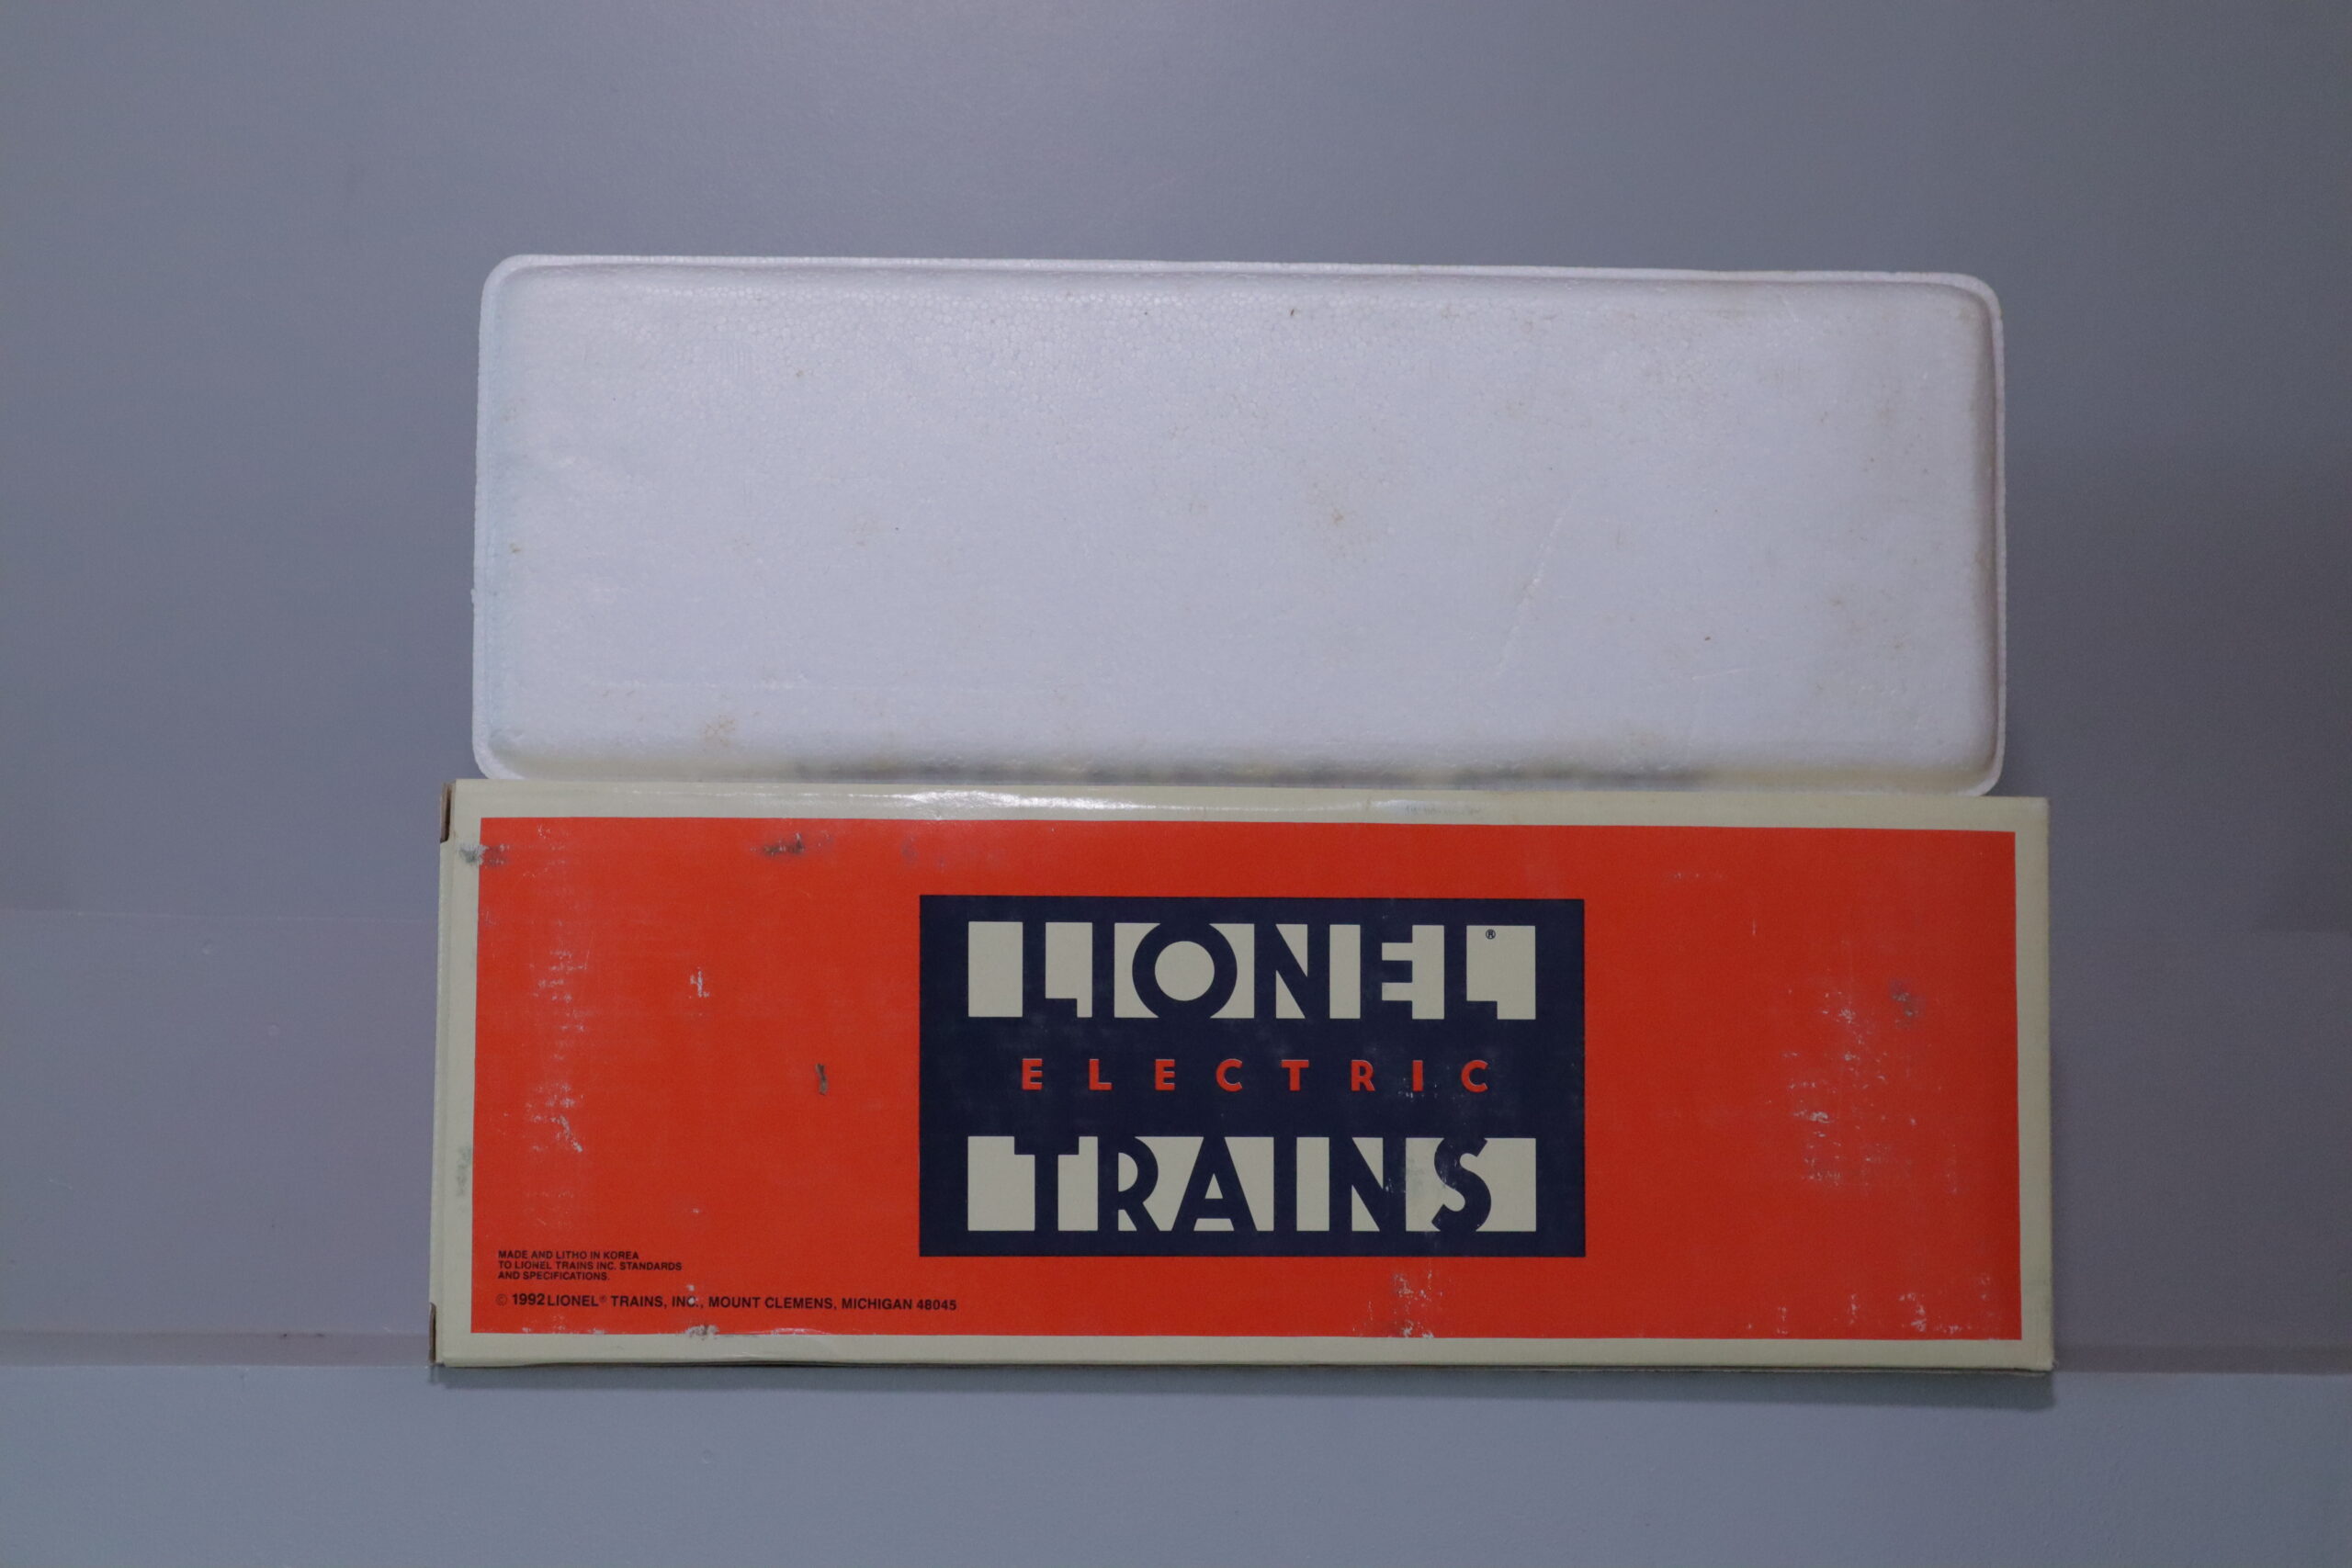 LIONEL®
ELECTRIC
TRAINS
MADE AND LITHO IN KOREA
TO LIONEL TRAINS INC. STANDARDS
AND SPECIFICATIONS.
© 1992 LIONEL® TRAINS, INC., MOUNT CLEMENS, MICHIGAN 48045